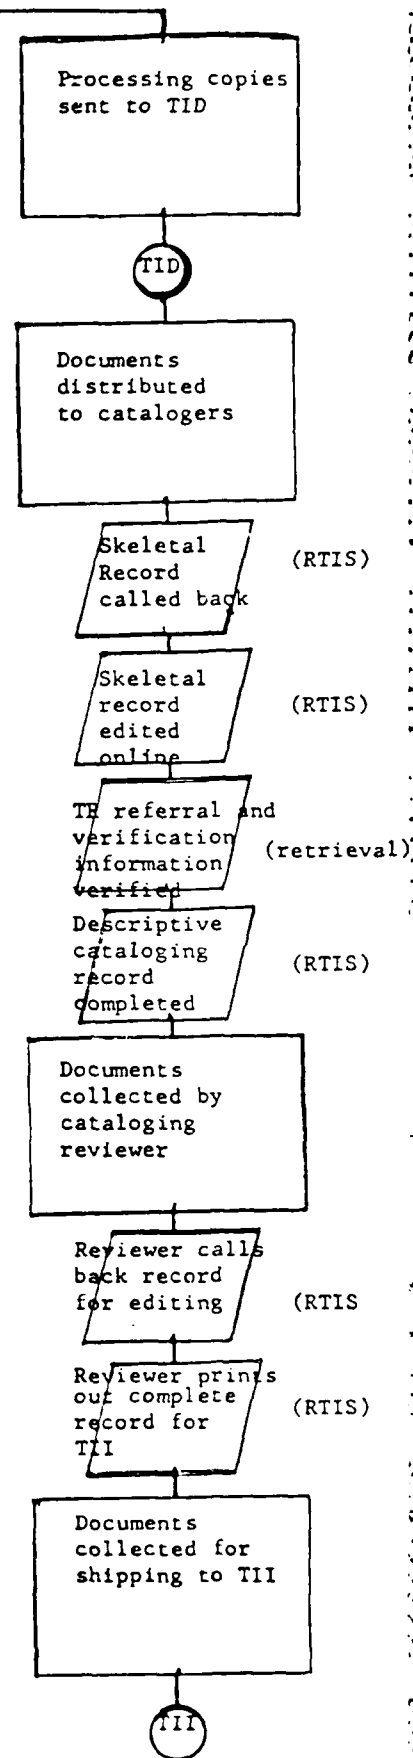 Processing copies
sent to TID
TID
Documents
distributed
to catalogers
Skeletal
Record
called back
(RTIS)
Skeletal
record
edited
online
(RTIS)
TR referral and
verification
information
verified
(retrieval)
Descriptive
cataloging
record
completed
(RTIS)
Documents
collected by
cataloging
reviewer
Reviewer calls
back record
for editing
(RTIS
Reviewer prints
out complete
record for
TII
(RTIS)
Documents
collected for
shipping to TII
TII